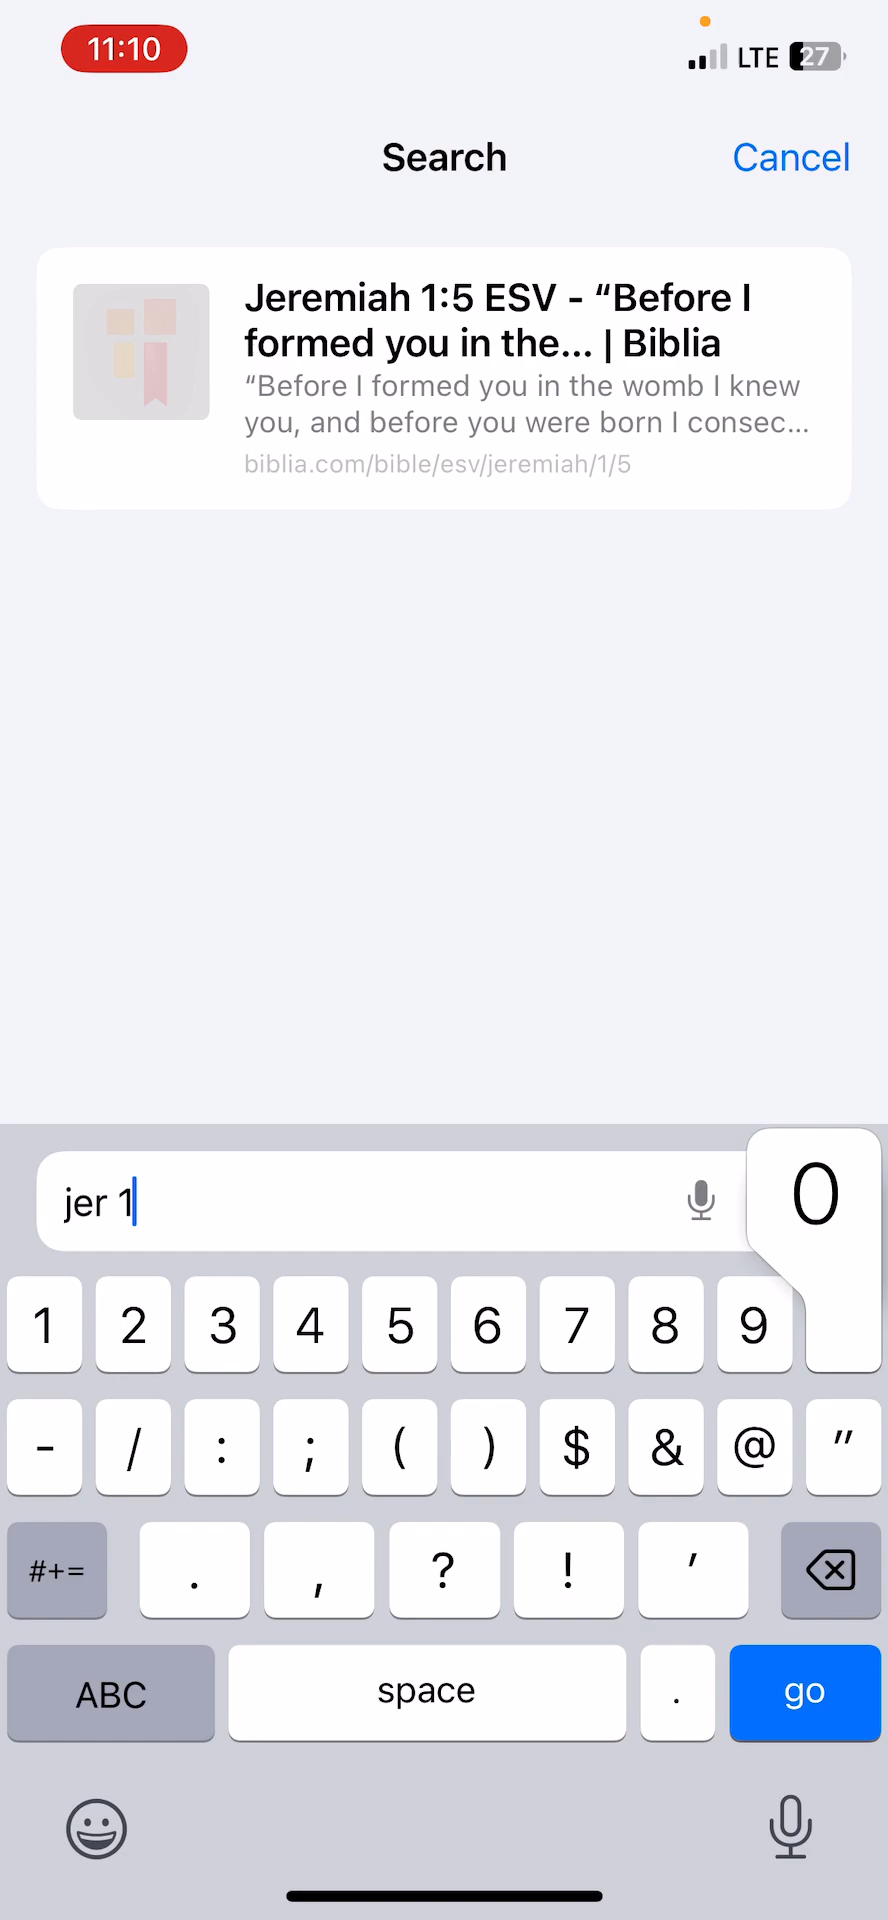 11:10
LTE 27
Search
Cancel
Jeremiah 1:5 ESV - “Before I
formed you in the... | Biblia
“Before I formed you in the womb I knew
you, and before you were born I consec...
biblia.com/bible/esv/jeremiah/1/5
jer 1
0
1 2 3 4 5 6 7 8 9
- / : ; ( ) $ & @ "
#+= . , ? ! '
ABC space . go